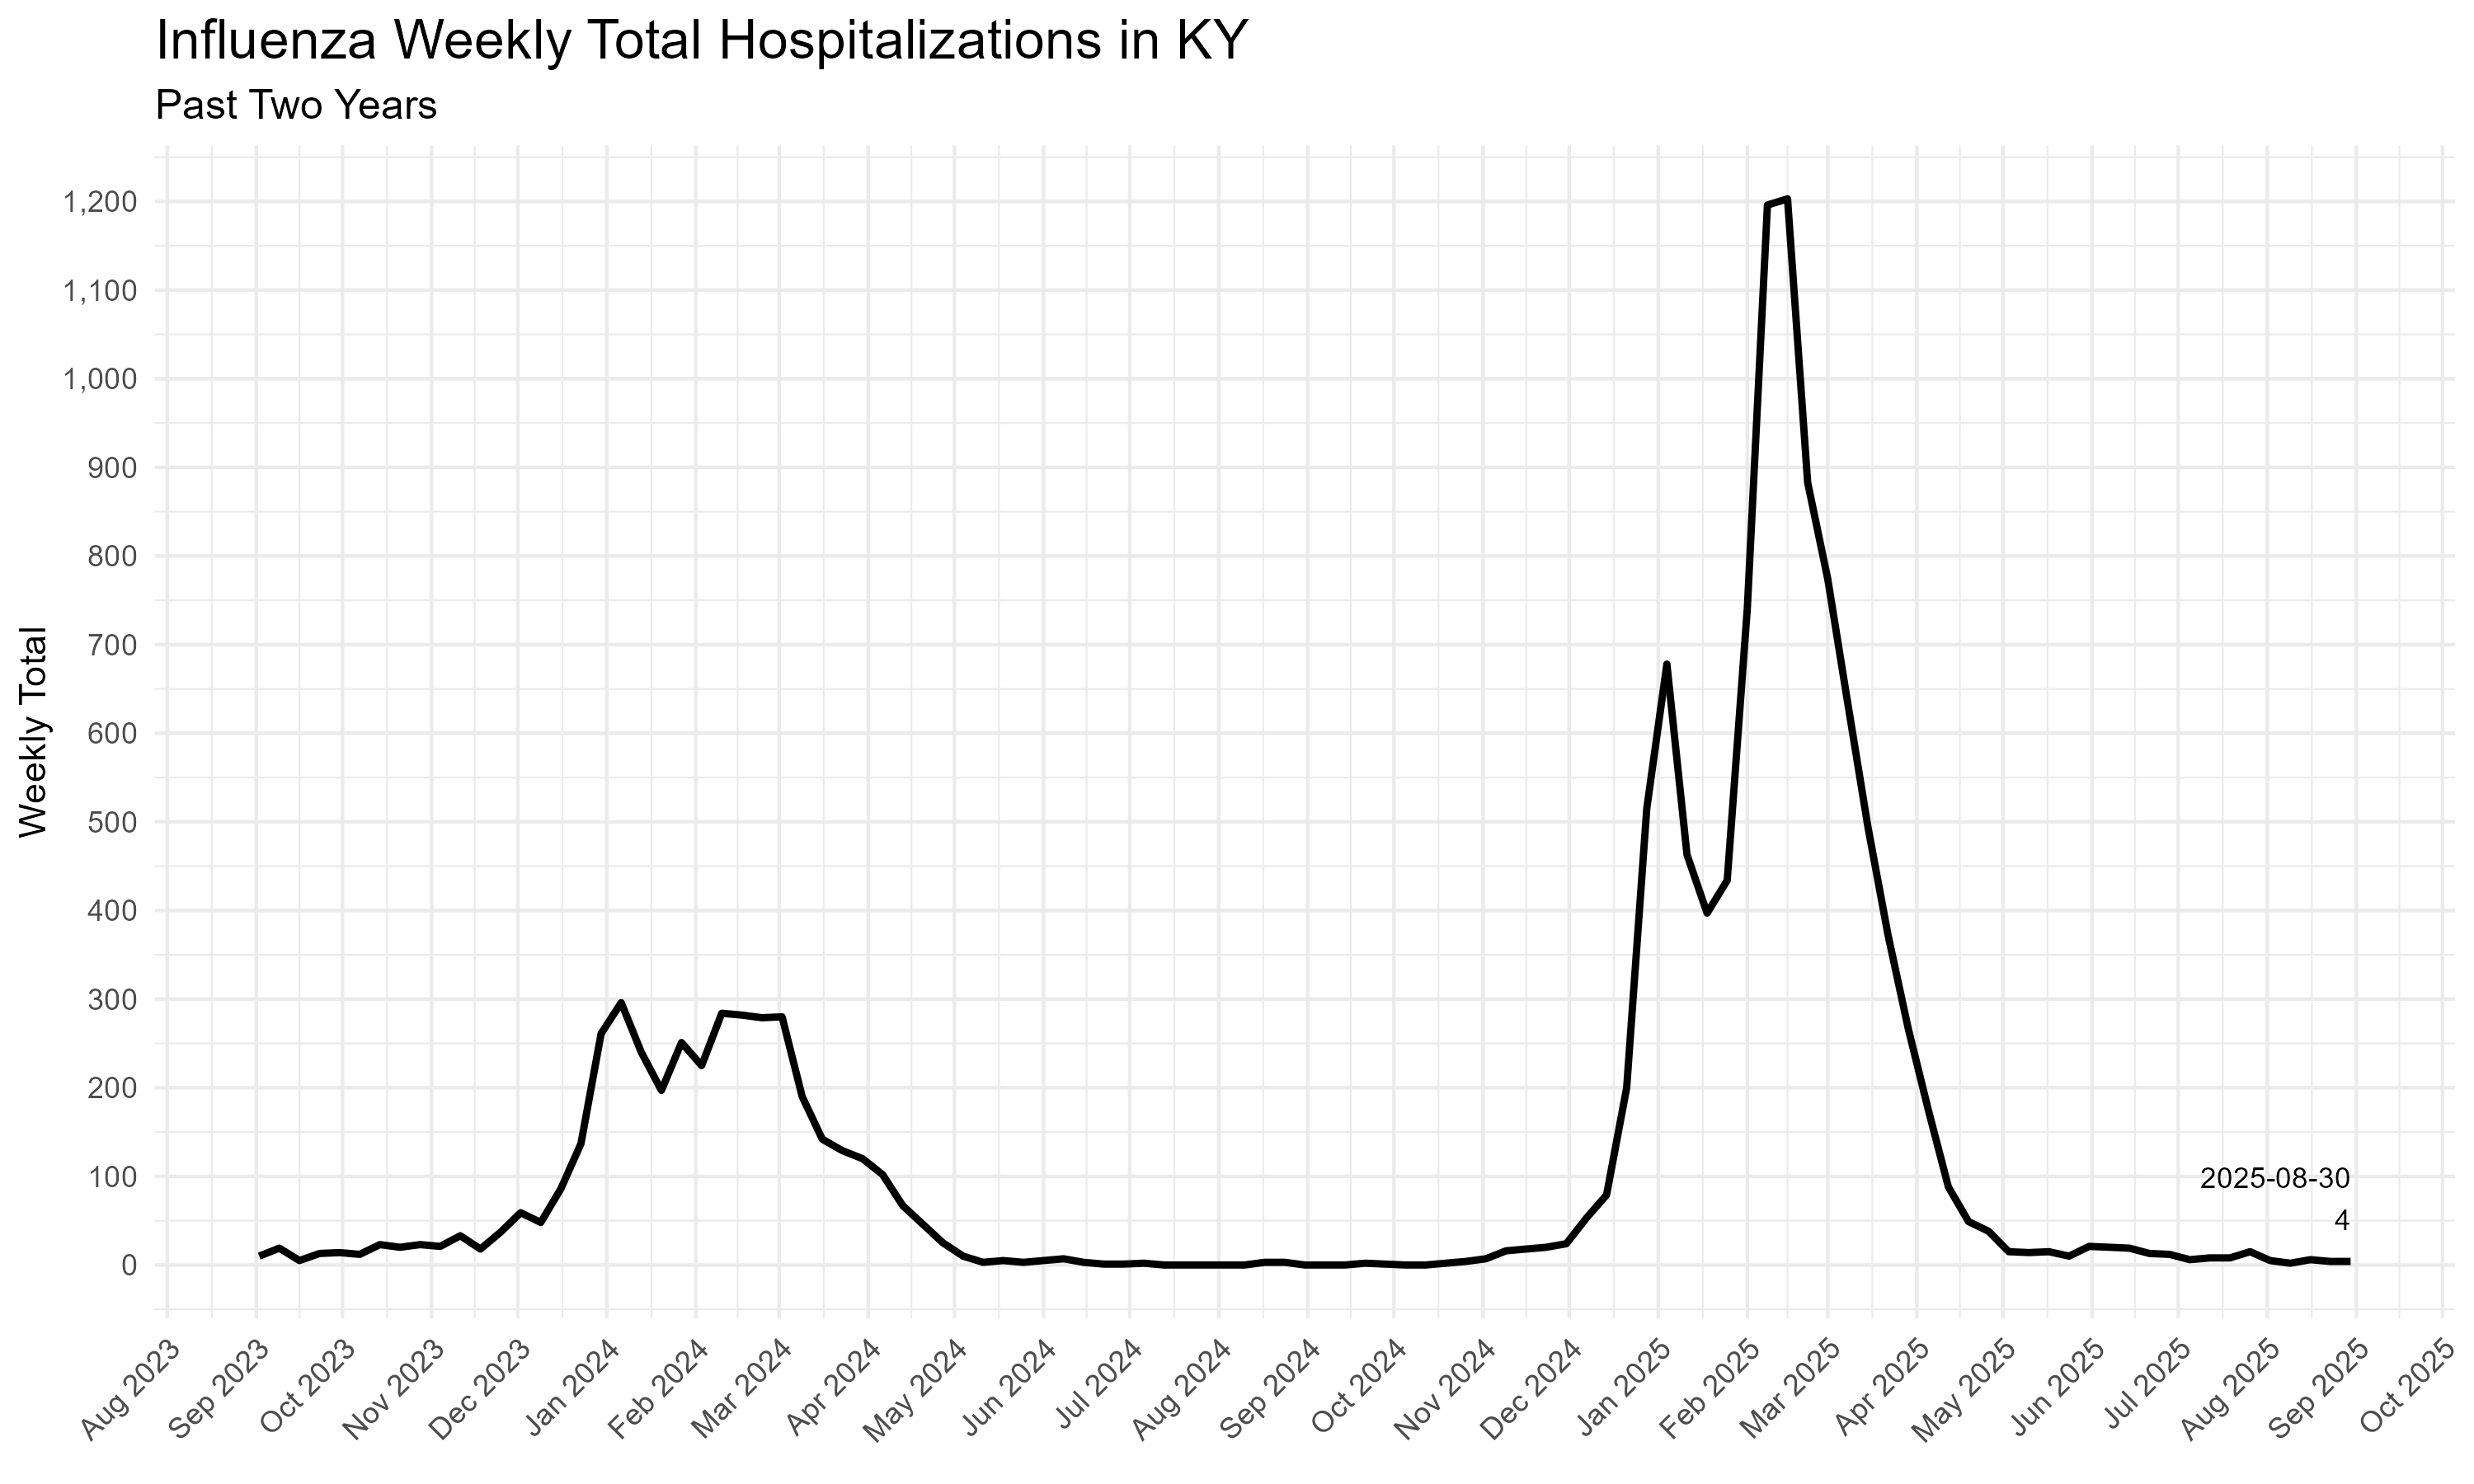 Influenza Weekly Total Hospitalizations in KY
Past Two Years
Weekly Total
1,200
1,100
1,000
900
800
700
600
500
400
300
200
100
0
2025-08-30
4
Aug 2023
Sep 2023
Oct 2023
Nov 2023
Dec 2023
Jan 2024
Feb 2024
Mar 2024
Apr 2024
May 2024
Jun 2024
Jul 2024
Aug 2024
Sep 2024
Oct 2024
Nov 2024
Dec 2024
Jan 2025
Feb 2025
Mar 2025
Apr 2025
May 2025
Jun 2025
Jul 2025
Aug 2025
Sep 2025
Oct 2025